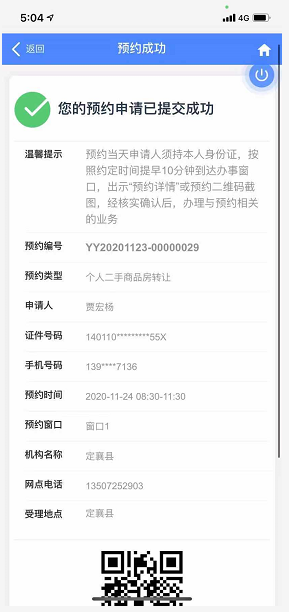 5:04
4G
返回
预约成功
您的预约申请已提交成功
温馨提示
预约当天申请人须持本人身份证，按
照约定时间提早10分钟到达办事窗
口，出示“预约详情”或预约二维码截
图，经核实确认后，办理与预约相关
的业务
预约编号 YY20201123-00000029
预约类型 个人二手商品房转让
申请人 贾宏杨
证件号码 140110*********55X
手机号码 139****7136
预约时间 2020-11-24 08:30-11:30
预约窗口 窗口1
机构名称 定襄县
网点电话 13507252903
受理地点 定襄县